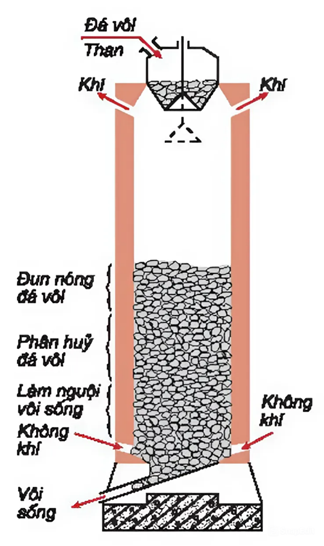 Đá vôi
Than
Khí
Khí
Đun nóng
đá vôi
Phân huỷ
đá vôi
Làm nguội
vôi sống
Không
khí
Không
khí
Vôi
sống